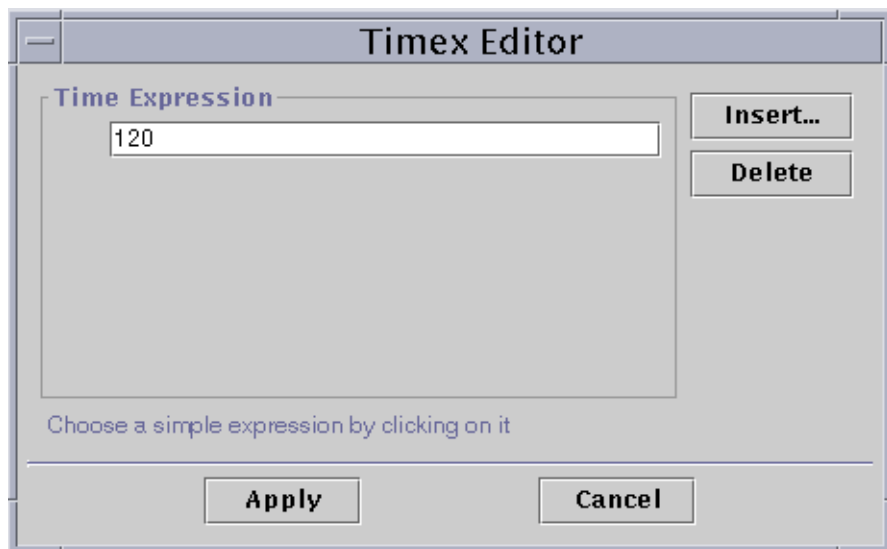 Timex Editor
Time Expression
120
Insert...
Delete
Choose a simple expression by clicking on it
Apply
Cancel